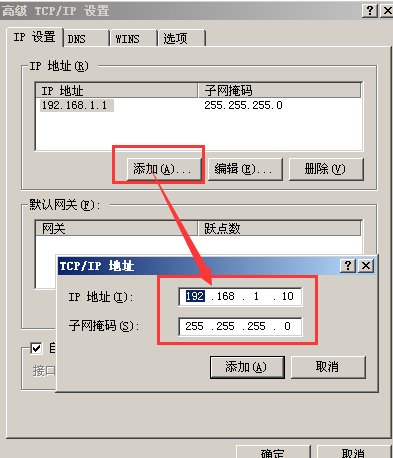 高级 TCP/IP 设置
IP 设置 DNS WINS 选项
IP 地址(R)
IP 地址 子网掩码
192.168.1.1 255.255.255.0
添加(A)... 编辑(E)... 删除(V)
默认网关(F):
网关 跃点数
TCP/IP 地址
IP 地址(I): 192 .168 . 1 . 10
子网掩码(S): 255 .255 .255 . 0
自
接口
添加(A) 取消
确定 取消